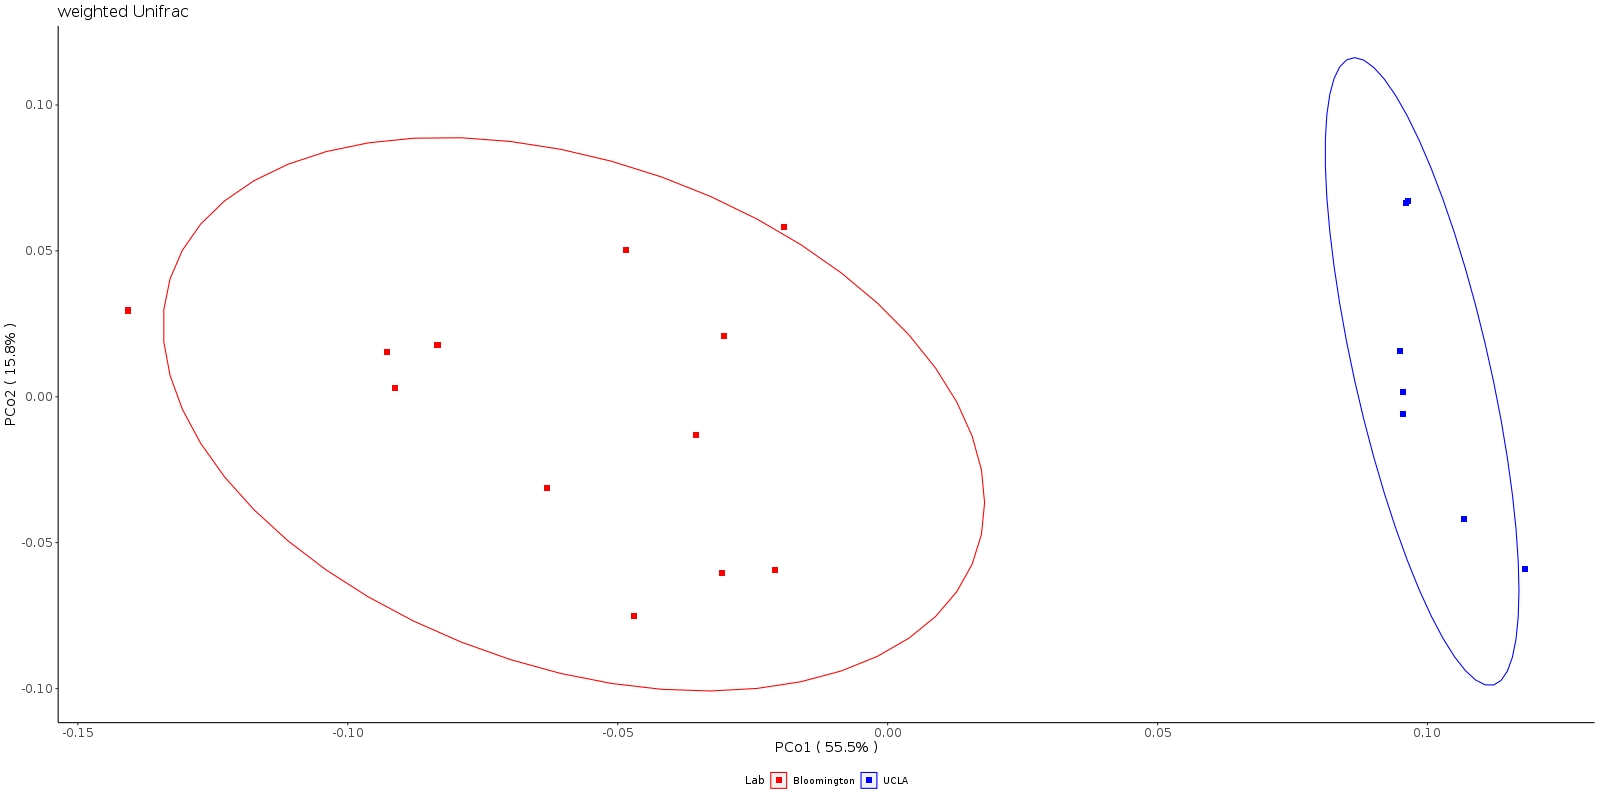 weighted Unifrac
PCo2 ( 15.8% )
0.10
0.05
0.00
-0.05
-0.10
-0.15 -0.10 -0.05 0.00 0.05 0.10
PCo1 ( 55.5% )
Lab Bloomington UCLA